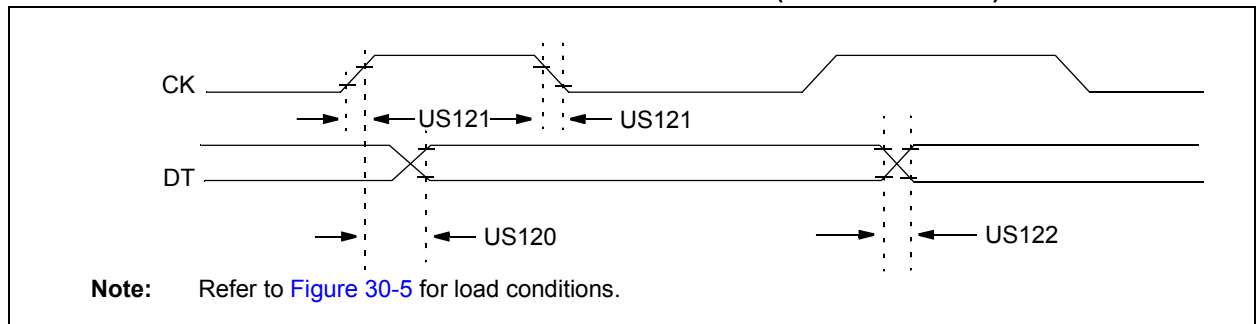 CK
US121
US121
DT
US120
US122
Note: Refer to Figure 30-5 for load conditions.